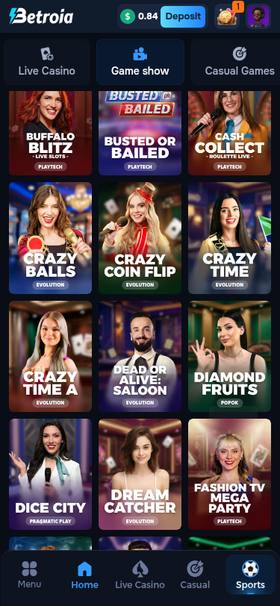 Betroia
$ 0.84 Deposit
1
Live Casino
Game show
Casual Games
BUFFALO
BLITZ
- LIVE SLOTS -
PLAYTECH
BUSTED
BAILED
BUSTED OR
BAILED
PLAYTECH
CASH
COLLECT
- ROULETTE LIVE -
PLAYTECH
CRAZY
BALLS
EVOLUTION
CRAZY
COIN FLIP
EVOLUTION
CRAZY
TIME
EVOLUTION
CRAZY
TIME A
EVOLUTION
DEAD OR
ALIVE:
SALOON
EVOLUTION
DIAMOND
FRUITS
POPOK
DICE CITY
PRAGMATIC PLAY
DREAM
CATCHER
EVOLUTION
FASHION TV
MEGA
PARTY
PLAYTECH
Menu
Home
Live Casino
Casual
Sports